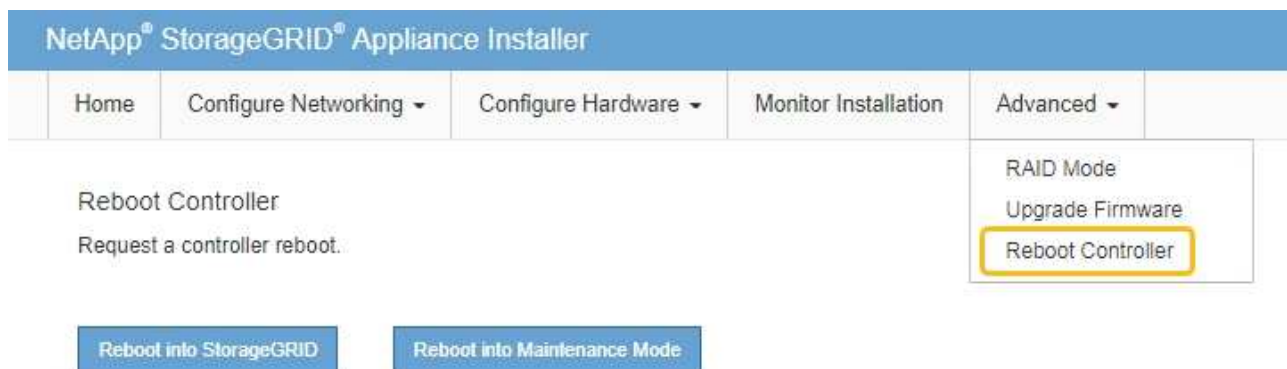 NetApp® StorageGRID® Appliance Installer
Home Configure Networking Configure Hardware Monitor Installation Advanced
RAID Mode
Upgrade Firmware
Reboot Controller
Reboot Controller
Request a controller reboot.
Reboot into StorageGRID Reboot into Maintenance Mode